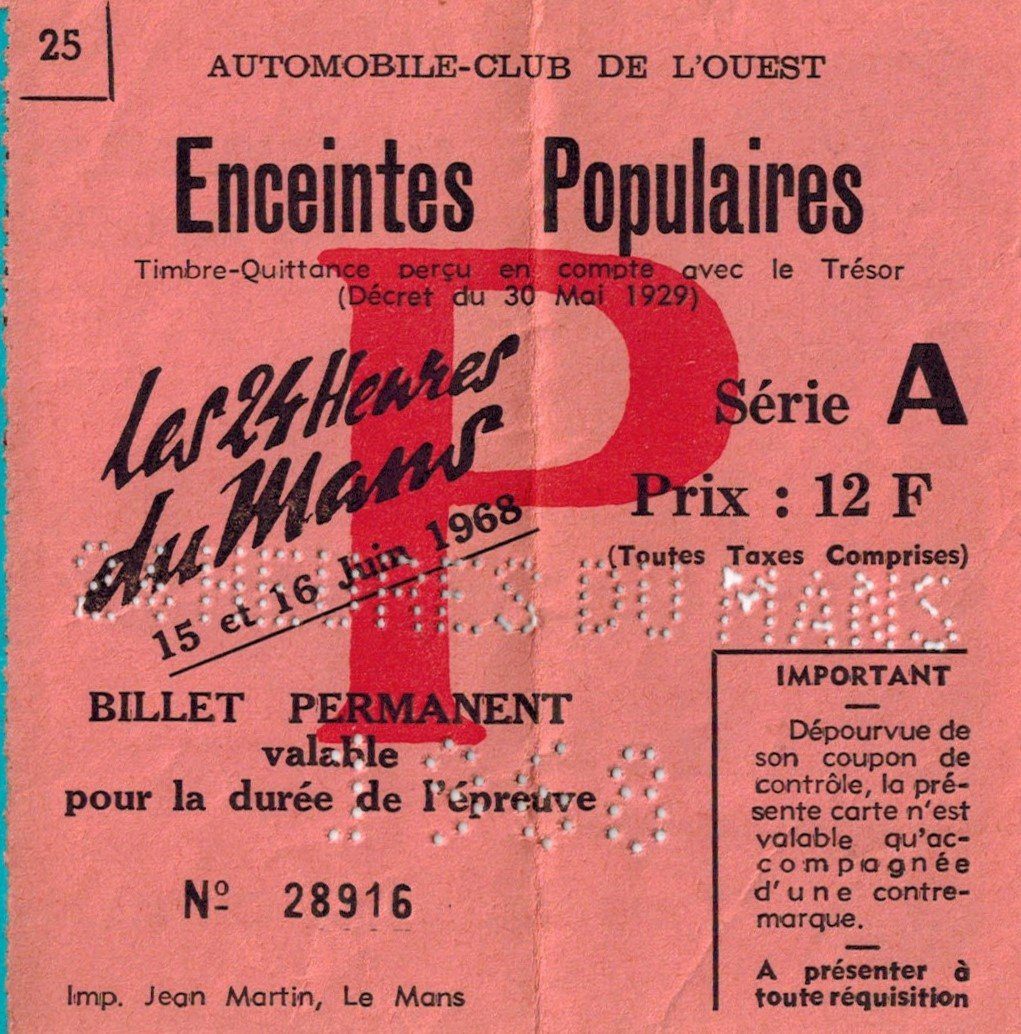 25
AUTOMOBILE-CLUB DE L'OUEST
Enceintes Populaires
Timbre-Quittance perçu en compte avec le Trésor
(Décret du 30 Mai 1929)
P
Les 24 Heures
du Mans
15 et 16 Juin 1968
Série A
Prix : 12 F
(Toutes Taxes Comprises)
24 HEURES DU MANS
1968
BILLET PERMANENT
valable
pour la durée de l'épreuve
Nº 28916
Imp. Jean Martin, Le Mans
IMPORTANT
Dépourvue de
son coupon de
contrôle, la pré-
sente carte n'est
valable qu'ac-
compagnée
d'une contre-
marque.
A présenter à
toute réquisition